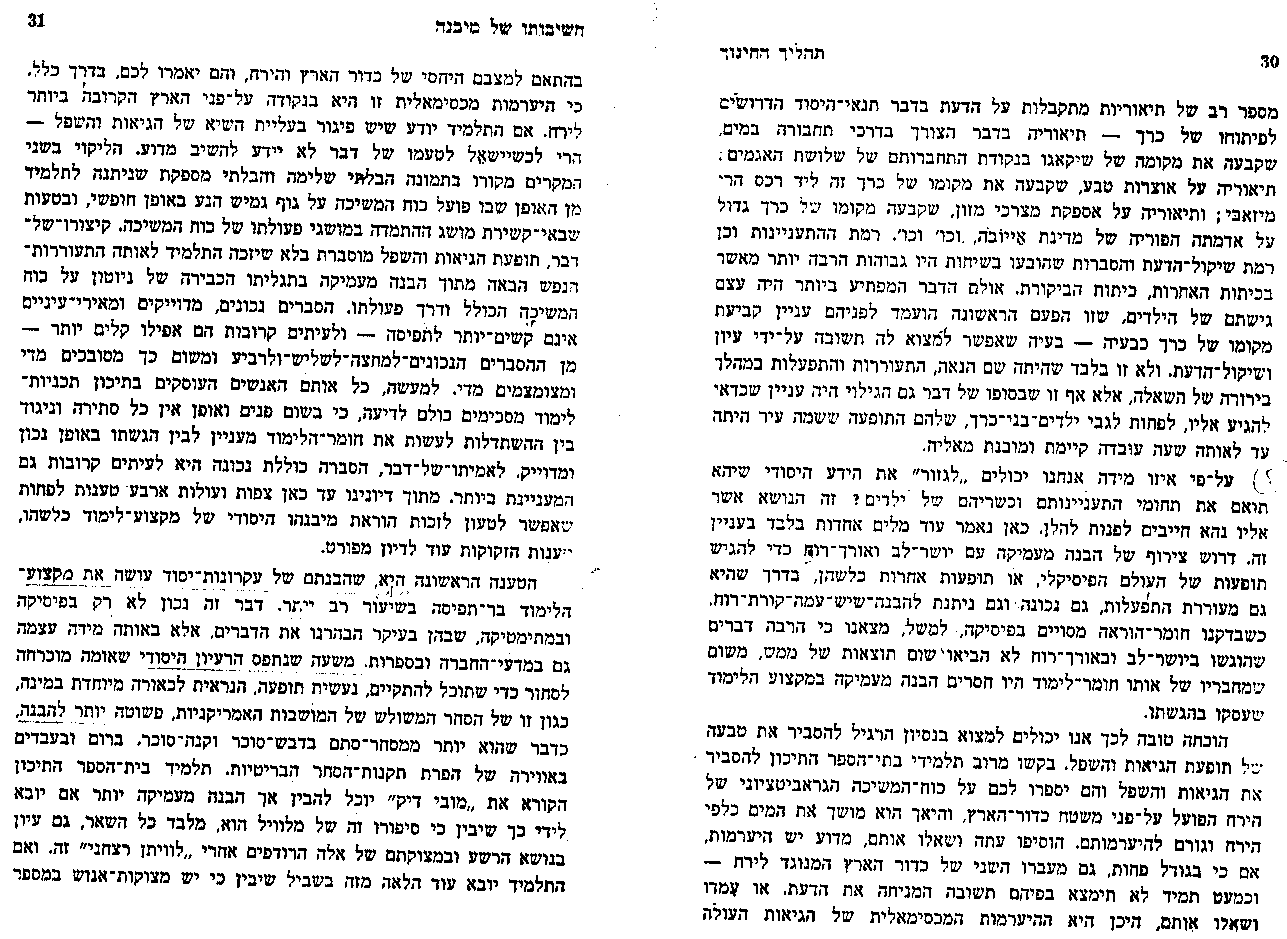 30
תהליך החינוך
מספר רב של תיאוריות מתקבלות על הדעת בדבר תנאי־היסוד הדרושים
לפיתוחו של כרך — תיאוריה בדבר הצורך בדרכי תחבורה במים,
שקבעה את מקומה של שיקאגו בנקודת התחברותם של שלושת האגמים;
תיאוריה על אוצרות טבע, שקבעה את מקומו של כרך זה ליד רכס הרי
מיזאבי; ותיאוריה על אספקת מצרכי מזון, שקבעה מקומו של כרך גדול
על אדמתה הפוריה של מדינת אייובה, וכו׳ וכו׳. רמת ההתעניינות וכן
רמת שיקול־הדעת והסברות שהובעו בשיחות היו גבוהות הרבה יותר מאשר
בכיתות האחרות, כיתות הביקורת. אולם הדבר המפתיע ביותר היה עצם
גישתם של הילדים, שזו הפעם הראשונה הועמד לפניהם עניין קביעת
מקומו של כרך כבעיה — בעיה שאפשר למצוא לה תשובה על־ידי עיון
ושיקול־הדעת. ולא זו בלבד שהיתה שם הנאה, התעוררות והתפעלות במהלך
בירורה של השאלה, אלא אף זו שבסופו של דבר גם הגילוי היה עניין שכדאי
להגיע אליו, לפחות לגבי ילדים־בני־כרך, שלהם התופעה ששמה עיר היתה
עד לאותה שעה עובדה קיימת ומובנת מאליה.
על־פי איזו מידה אנחנו יכולים „לגזור” את הידע היסודי שיהא
תואם את תחומי התעניינותם וכשריהם של ילדים? זה הנושא אשר
אליו נהא חייבים לפנות להלן. כאן נאמר עוד מלים אחדות בלבד בעניין
זה. דרוש צירוף של הבנה מעמיקה עם יושר־לב ואורך־רוח כדי להגיש
תופעות של העולם הפיסיקלי, או תופעות אחרות כלשהן, בדרך שהיא
גם מעוררת התפעלות, גם נכונה וגם ניתנת להבנה־שיש־עמה־קורת־רוח.
כשבדקנו חומר־הוראה מסויים בפיסיקה, למשל, מצאנו כי הרבה דברים
שהוגשו ביושר־לב ובאורך־רוח לא הביאו שום תוצאות של ממש, משום
שמחבריו של אותו חומר־לימוד היו חסרים הבנה מעמיקה במקצוע הלימוד
שעסקו בהגשתו.
הוכחה טובה לכך אנו יכולים למצוא בנסיון הרגיל להסביר את טבעה
של תופעת הגיאות והשפל. בקשו מרוב תלמידי בתי־הספר התיכון להסביר
את הגיאות והשפל והם יספרו לכם על כוח־המשיכה הגראביטציוני של
הירח הפועל על־פני משטח כדור־הארץ, והיאך הוא מושך את המים כלפי
הירח וגורם להיערמותם. הוסיפו עתה ושאלו אותם, מדוע יש היערמות,
אם כי בגודל פחות, גם מעברו השני של כדור הארץ המנוגד לירח —
וכמעט תמיד לא תימצא בפיהם תשובה המניחה את הדעת. או עמדו
ושאלו אותם, היכן היא ההיערמות המכסימאלית של הגיאות העולה
31
חשיבותו של מיבנה
בהתאם למצבם היחסי של כדור הארץ והירח, והם יאמרו לכם, בדרך כלל,
כי היערמות מכסימאלית זו היא בנקודה על־פני הארץ הקרובה ביותר
לירח. אם התלמיד יודע שיש פיגור בעליית השיא של הגיאות והשפל —
הרי לכשיישאל לטעמו של דבר לא יידע להשיב מדוע. הליקוי בשני
המקרים מקורו בתמונה הבלתי שלימה והבלתי מספקת שניתנה לתלמיד
מן האופן שבו פועל כוח המשיכה על גוף גמיש הנע באופן חופשי, ובטעות
שבאי־קשירת מושג ההתמדה במושגי פעולתו של כוח המשיכה. קיצורו־של־
דבר, תופעת הגיאות והשפל מוסברת בלא שיזכה התלמיד לאותה התעוררות־
הנפש הבאה מתוך הבנה מעמיקה בתגליתו הכבירה של ניוטון על כוח
המשיכה הכולל ודרך פעולתו. הסברים נכונים, מדוייקים ומאירי־עיניים
אינם קשים־יותר לתפיסה — ולעיתים קרובות הם אפילו קלים יותר —
מן ההסברים הנכונים־למחצה־לשליש־ולרביע ומשום כך מסובכים מדי
ומצומצמים מדי. למעשה, כל אותם האנשים העוסקים בתיכון תכניות־
לימוד מסכימים כולם לדיעה, כי בשום פנים ואופן אין כל סתירה וניגוד
בין ההשתדלות לעשות את חומר־הלימוד מעניין לבין הגשתו באופן נכון
ומדוייק. לאמיתו־של־דבר, הסברה כוללת נכונה היא לעיתים קרובות גם
המעניינת ביותר. מתוך דיונינו עד כאן צפות ועולות ארבע טענות לפחות
שאפשר לטעון לזכות הוראת מיבנהו היסודי של מקצוע־לימוד כלשהו,
טענות הזקוקות עוד לדיון מפורט.
הטענה הראשונה היא, שהבנתם של עקרונות־יסוד עושה את מקצוע־
הלימוד בר־תפיסה בשיעור רב יותר. דבר זה נכון לא רק בפיסיקה
ובמתימטיקה, שבהן בעיקר הבהרנו את הדברים, אלא באותה מידה עצמה
גם במדעי־החברה ובספרות. משעה שנתפס הרעיון היסודי שאומה מוכרחה
לסחור כדי שתוכל להתקיים, נעשית תופעה, הנראית לכאורה מיוחדת במינה,
כגון זו של הסחר המשולש של המושבות האמריקניות, פשוטה יותר להבנה,
כדבר שהוא יותר ממסחר־סתם בדבש־סוכר וקנה־סוכר, ברום ובעבדים
באווירה של הפרת תקנות־הסחר הבריטיות. תלמיד בית־הספר התיכון
הקורא את „מובי דיק” יוכל להבין אך הבנה מעמיקה יותר אם יובא
לידי כך שיבין כי סיפורו זה של מלוויל הוא, מלבד כל השאר, גם עיון
בנושא הרשע ובמצוקתם של אלה הרודפים אחרי „לוויתן רצחני” זה. ואם
התלמיד יובא עוד הלאה מזה בשביל שיבין כי יש מצוקות־אנוש במספר